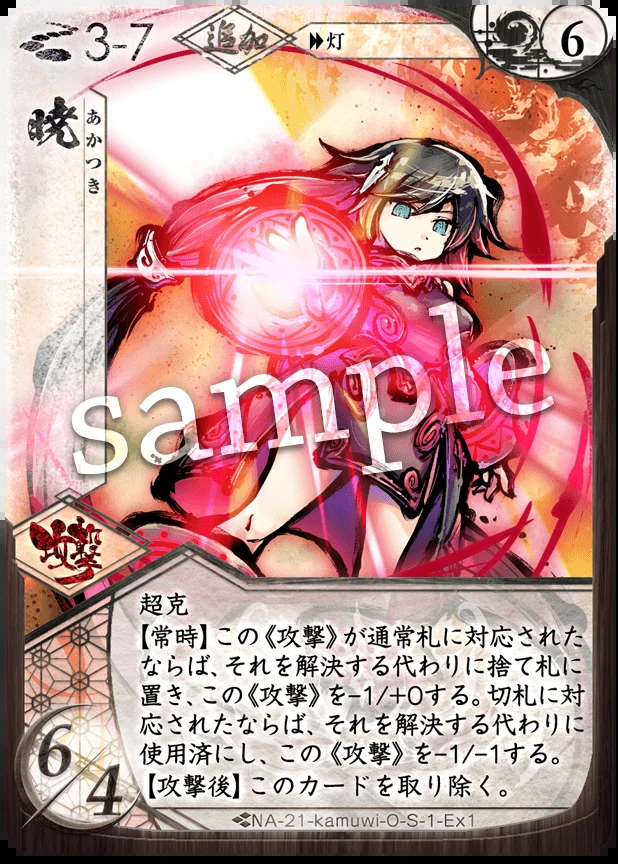 3-7
追加
灯
6
暁
あかつき
sample
攻撃
超克
【常時】この《攻撃》が通常札に対応された
ならば、それを解決する代わりに捨て札に
置き、この《攻撃》を-1/+0する。切札に対
応されたならば、それを解決する代わりに
使用済にし、この《攻撃》を-1/-1する。
【攻撃後】このカードを取り除く。
6/4
NA-21-kamuwi-O-S-1-Ex1